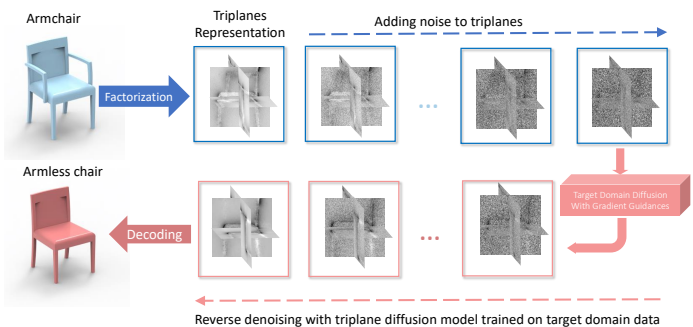 Armchair
Triplanes
Representation
Adding noise to triplanes
Factorization
...
Armless chair
Target Domain Diffusion
With Gradient Guidances
Decoding
...
Reverse denoising with triplane diffusion model trained on target domain data